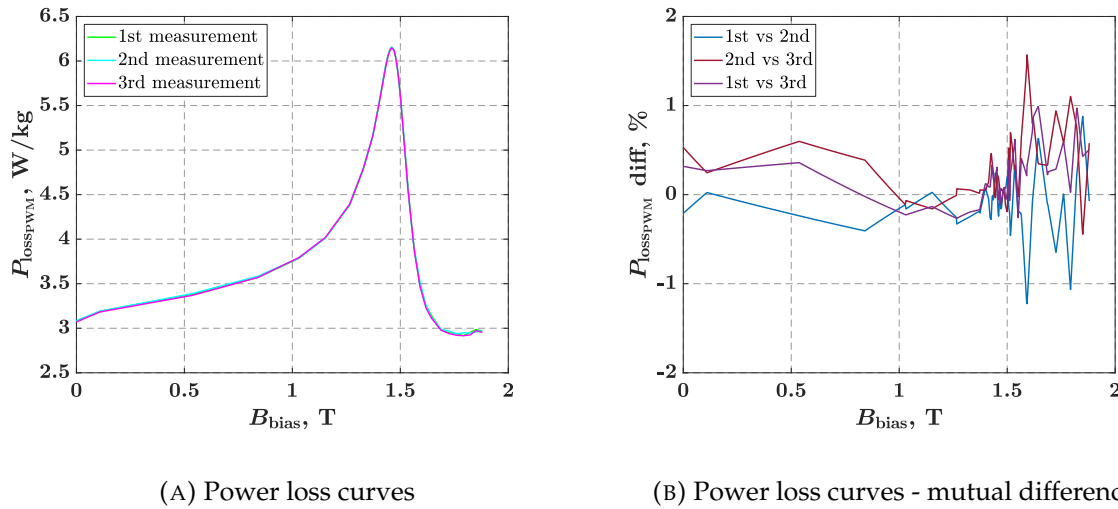 6.5
6
5.5
5
4.5
4
3.5
3
2.5
0 0.5 1 1.5 2
P_lossPWM, W/kg
B_bias, T
1st measurement
2nd measurement
3rd measurement
2
1
0
-1
-2
0 0.5 1 1.5 2
P_lossPWM diff, %
B_bias, T
1st vs 2nd
2nd vs 3rd
1st vs 3rd
(A) Power loss curves
(B) Power loss curves - mutual differenc